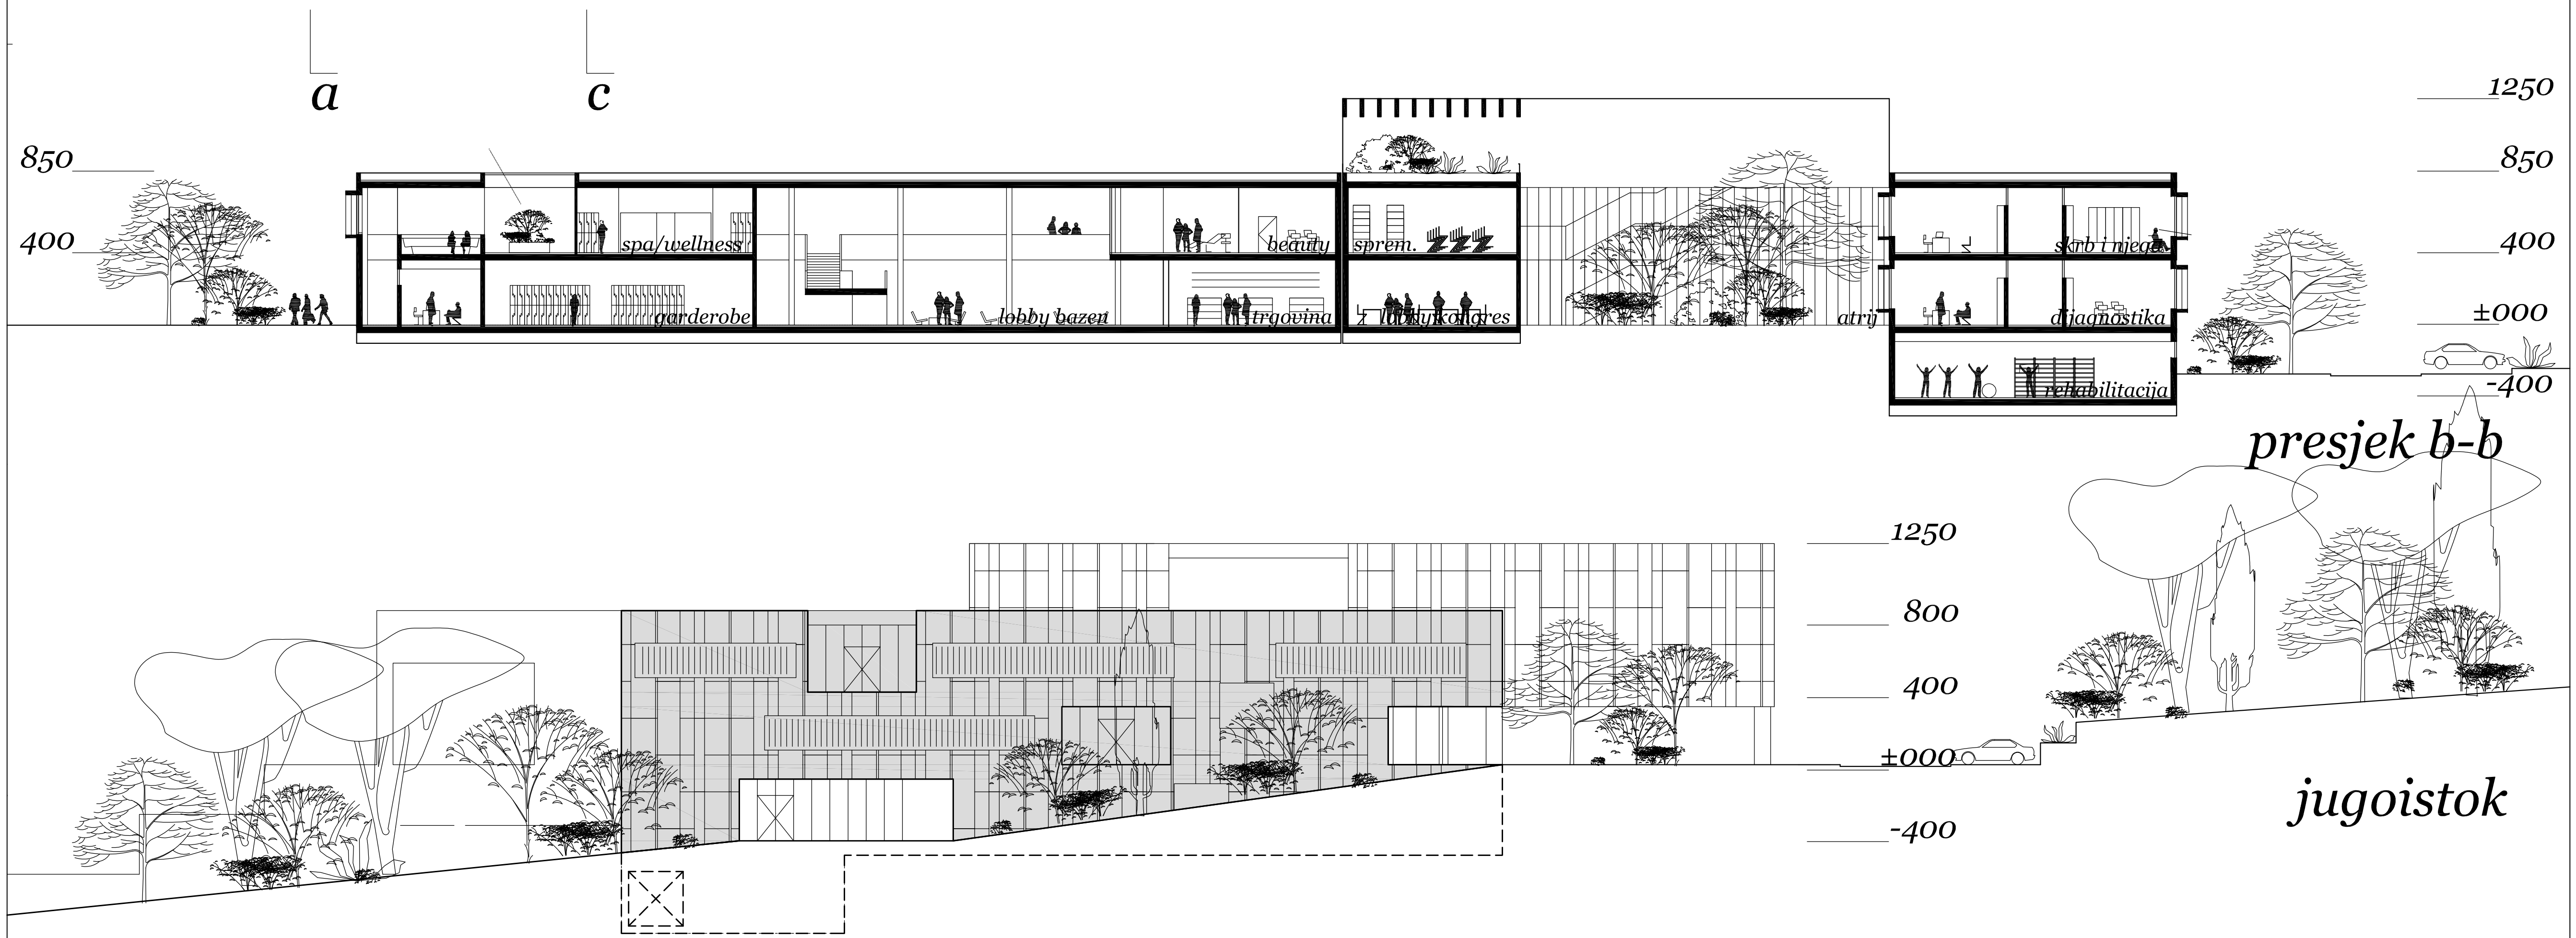 a
c
1250
850
850
400
400
spa/wellness
beauty
sprem.
skrb i njega
±000
garderobe
lobby bazen
trgovina
lobby kongres
atrij
dijagnostika
-400
rehabilitacija
presjek b-b
1250
800
400
±000
jugoistok
-400